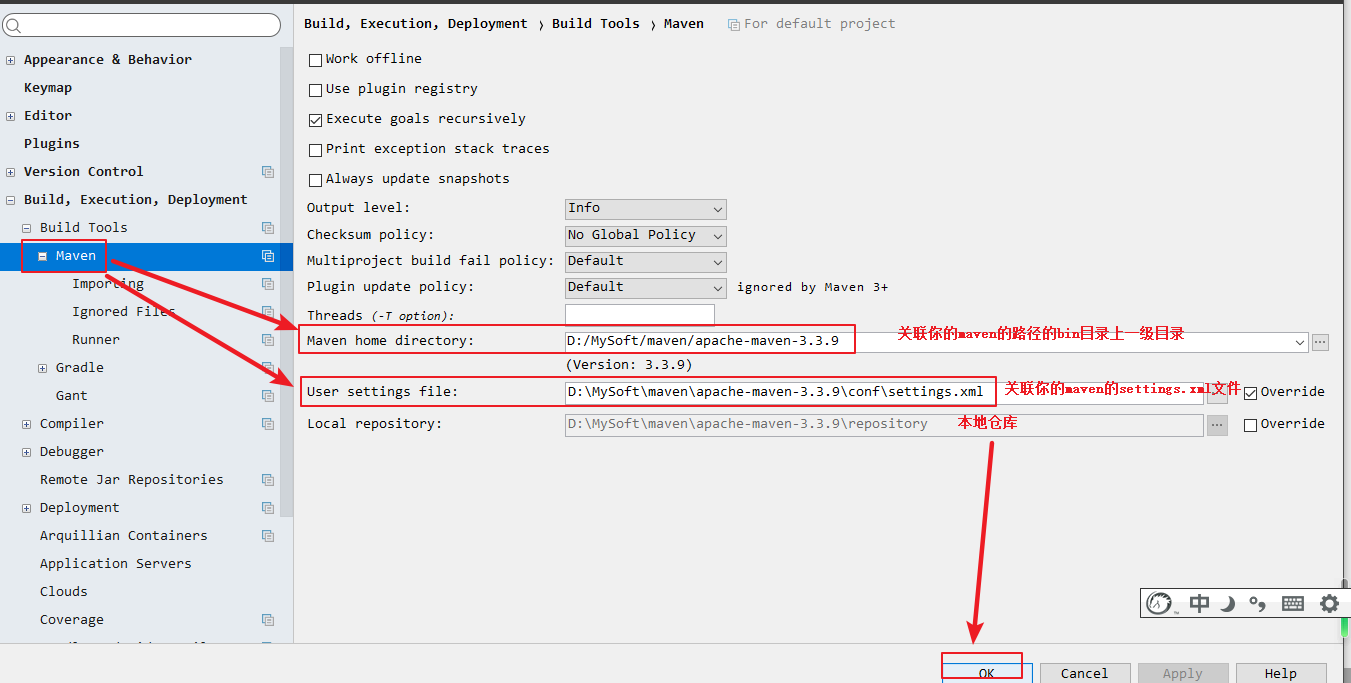 Build, Execution, Deployment › Build Tools › Maven For default project
Appearance & Behavior
Keymap
Editor
Plugins
Version Control
Build, Execution, Deployment
Build Tools
Maven
Importing
Ignored Files
Runner
Gradle
Gant
Compiler
Debugger
Remote Jar Repositories
Deployment
Arquillian Containers
Application Servers
Clouds
Coverage
Work offline
Use plugin registry
Execute goals recursively
Print exception stack traces
Always update snapshots
Output level: Info
Checksum policy: No Global Policy
Multiproject build fail policy: Default
Plugin update policy: Default ignored by Maven 3+
Threads (-T option):
Maven home directory: D:/MySoft/maven/apache-maven-3.3.9 关联你的maven的路径的bin目录上一级目录
(Version: 3.3.9)
User settings file: D:\MySoft\maven\apache-maven-3.3.9\conf\settings.xml 关联你的maven的settings.xml文件 Override
Local repository: D:\MySoft\maven\apache-maven-3.3.9\repository 本地仓库 Override
中
OK Cancel Apply Help